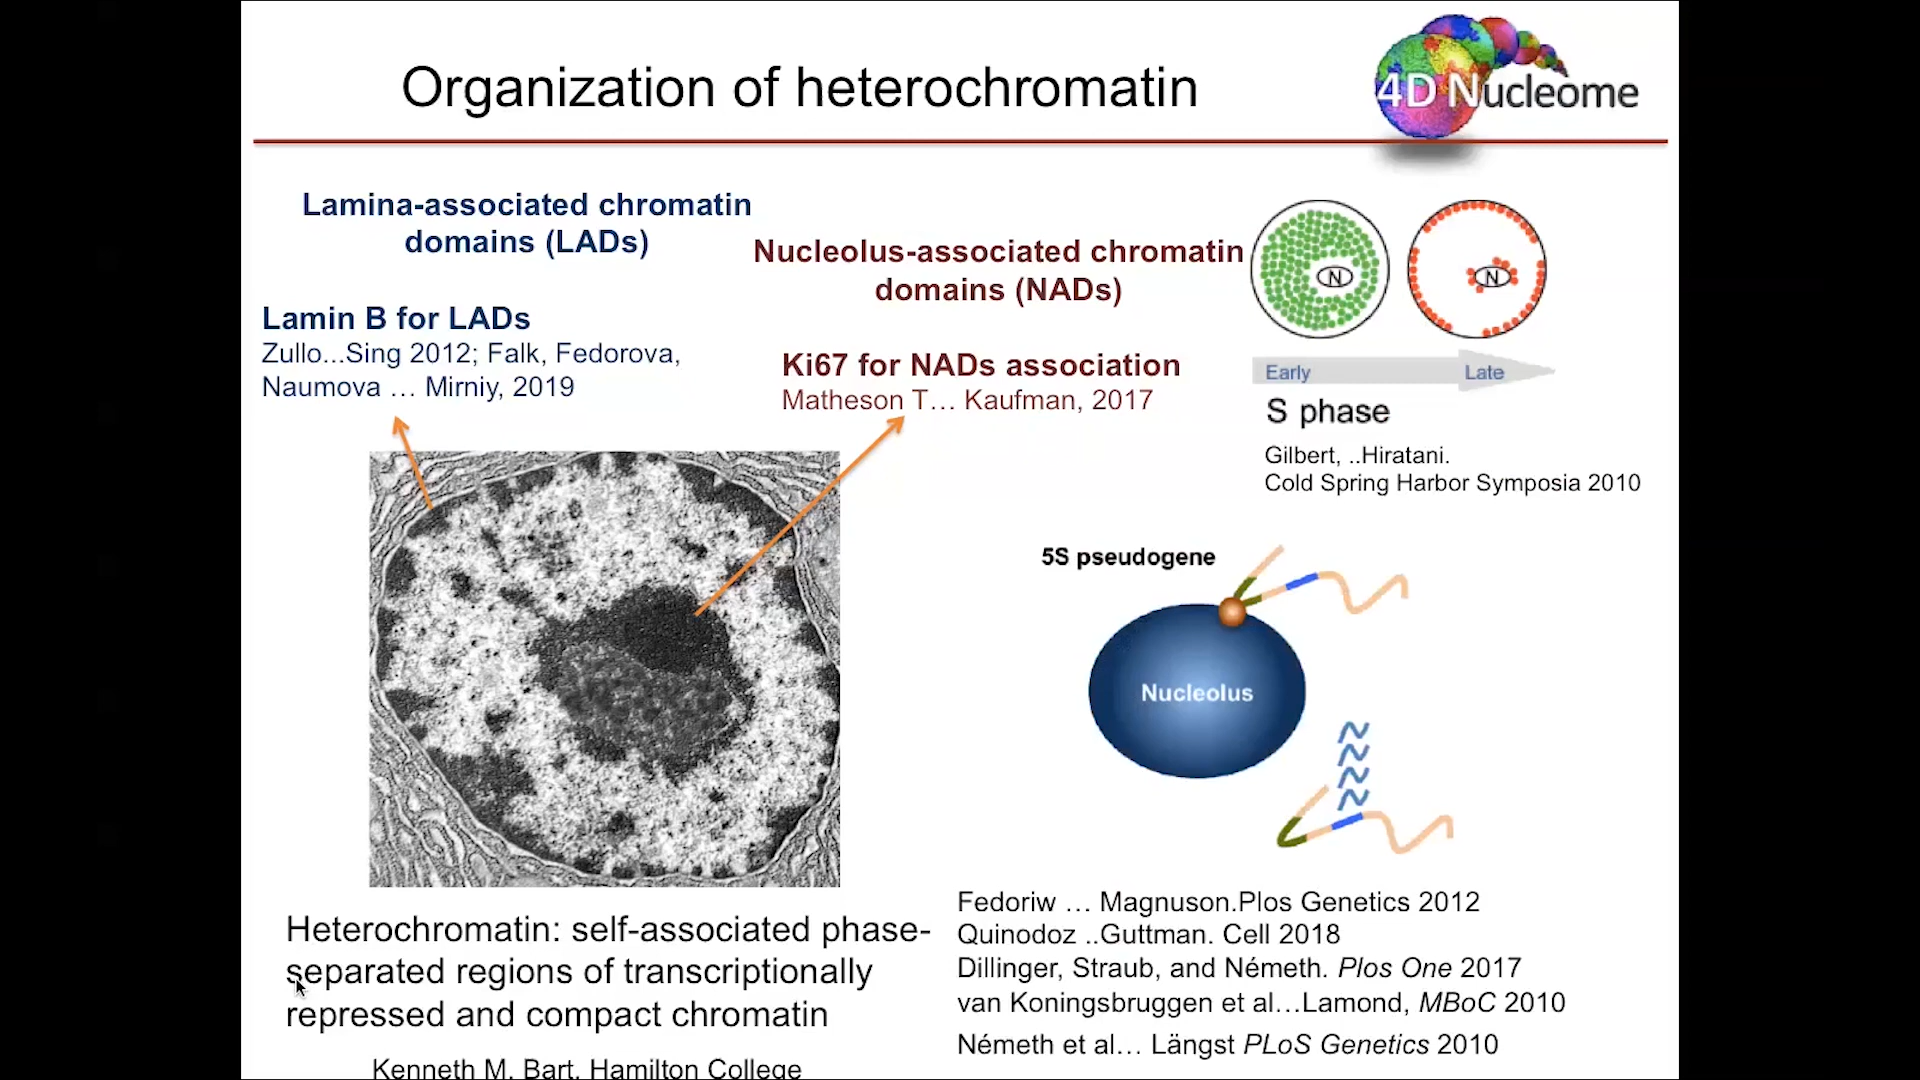 Organization of heterochromatin
4D Nucleome
Lamina-associated chromatin
domains (LADs)
Nucleolus-associated chromatin
domains (NADs)
Lamin B for LADs
Zullo...Sing 2012; Falk, Fedorova,
Naumova … Mirniy, 2019
Ki67 for NADs association
Matheson T… Kaufman, 2017
N
N
Early
Late
S phase
Gilbert, ..Hiratani.
Cold Spring Harbor Symposia 2010
5S pseudogene
Nucleolus
Heterochromatin: self-associated phase-
separated regions of transcriptionally
repressed and compact chromatin
Kenneth M. Bart, Hamilton College
Fedoriw … Magnuson.Plos Genetics 2012
Quinodoz ..Guttman. Cell 2018
Dillinger, Straub, and Németh. Plos One 2017
van Koningsbruggen et al…Lamond, MBoC 2010
Németh et al… Längst PLoS Genetics 2010